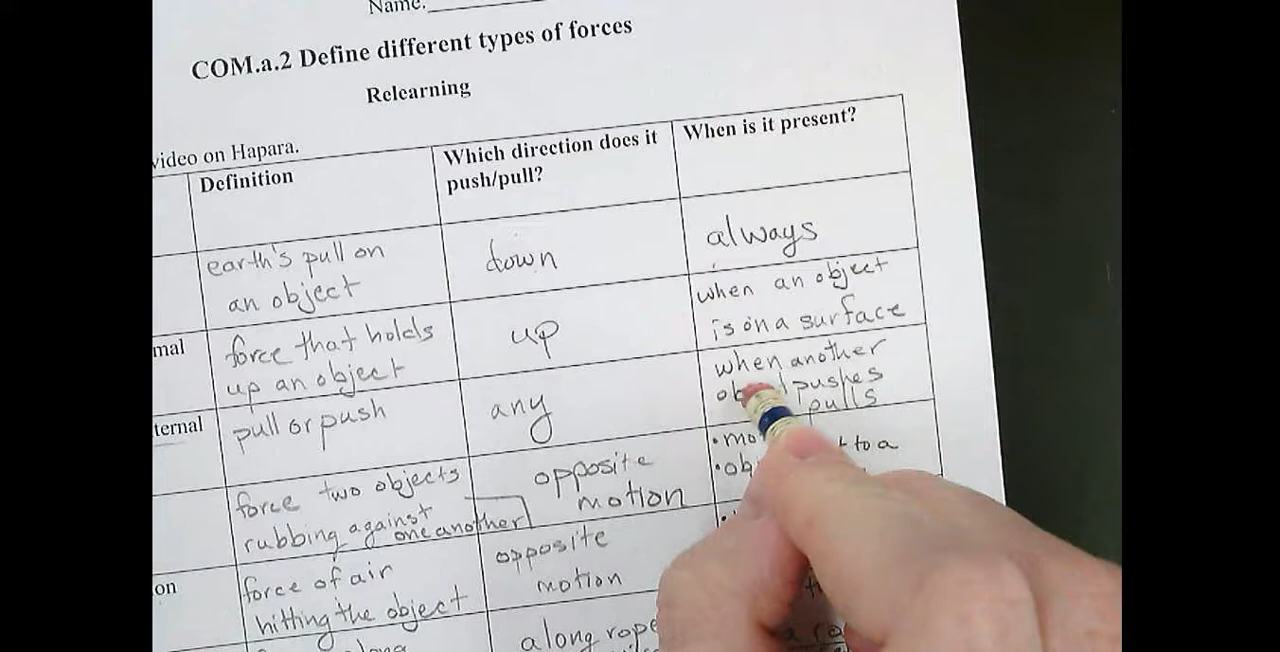 Name:
COM.a.2 Define different types of forces
Relearning
video on Hapara.
Definition
Which direction does it
push/pull?
When is it present?
earth's pull on
an object
down
always
mal
force that holds
up an object
up
when an object
is on a surface
ternal
pull or push
any
when another
pushes
pulls
force two objects
rubbing against
one another
opposite
motion
to a
on
force of air
hitting the object
opposite
motion
along
along rope